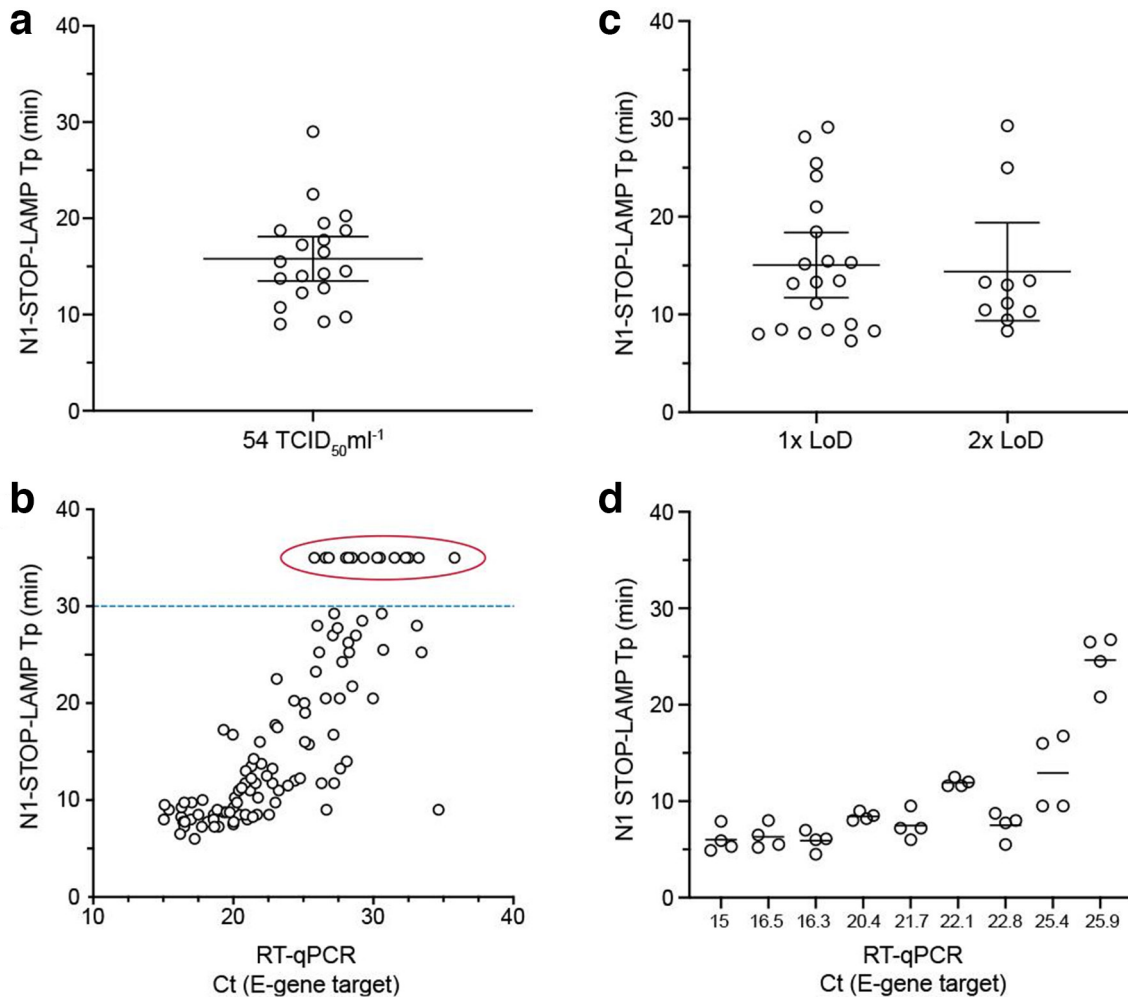 a
N1-STOP-LAMP Tp (min)
40
30
20
10
0
54 TCID₅₀ml⁻¹
c
N1-STOP-LAMP Tp (min)
40
30
20
10
0
1x LoD 2x LoD
b
N1-STOP-LAMP Tp (min)
40
30
20
10
0
10 20 30 40
RT-qPCR
Ct (E-gene target)
d
N1 STOP-LAMP Tp (min)
40
30
20
10
0
15 16.5 16.3 20.4 21.7 22.1 22.8 25.4 25.9
RT-qPCR
Ct (E-gene target)